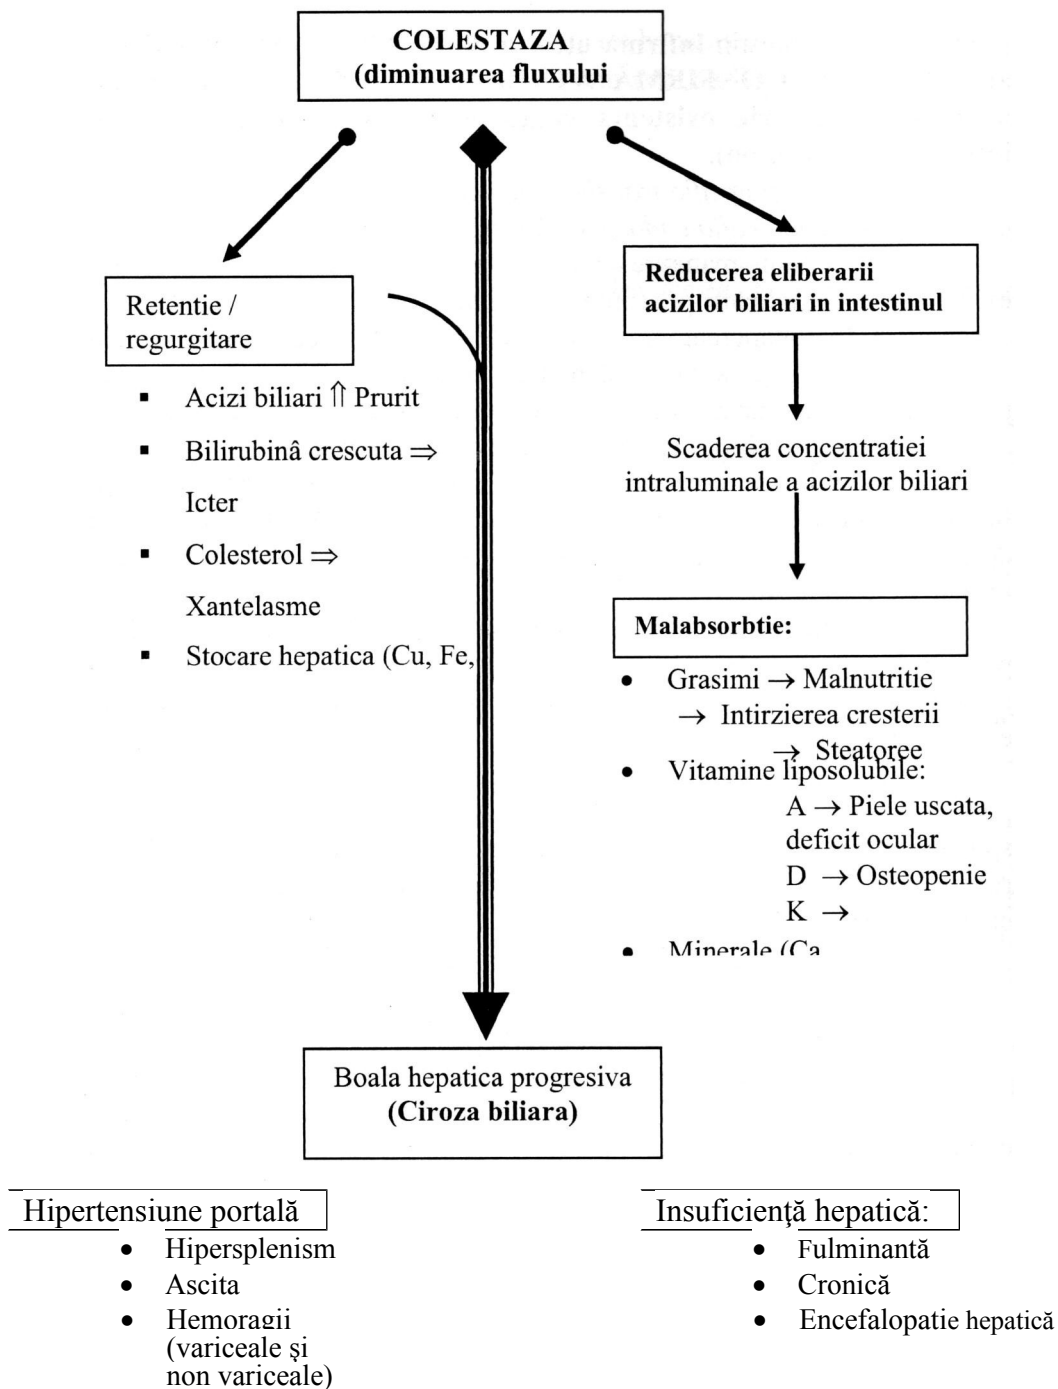 COLESTAZA
(diminuarea fluxului
Retentie /
regurgitare
▪ Acizi biliari ⇑ Prurit
▪ Bilirubinâ crescuta ⇒
Icter
▪ Colesterol ⇒
Xantelasme
▪ Stocare hepatica (Cu, Fe,
Reducerea eliberarii
acizilor biliari in intestinul
Scaderea concentratiei
intraluminale a acizilor biliari
Malabsorbtie:
• Grasimi → Malnutritie
→ Intirzierea cresterii
→ Steatoree
• Vitamine liposolubile:
A → Piele uscata,
deficit ocular
D → Osteopenie
K →
• Minerale (Ca
Boala hepatica progresiva
(Ciroza biliara)
Hipertensiune portală
• Hipersplenism
• Ascita
• Hemoragii
(variceale şi
non variceale)
Insuficienţă hepatică:
• Fulminantă
• Cronică
• Encefalopatie hepatică